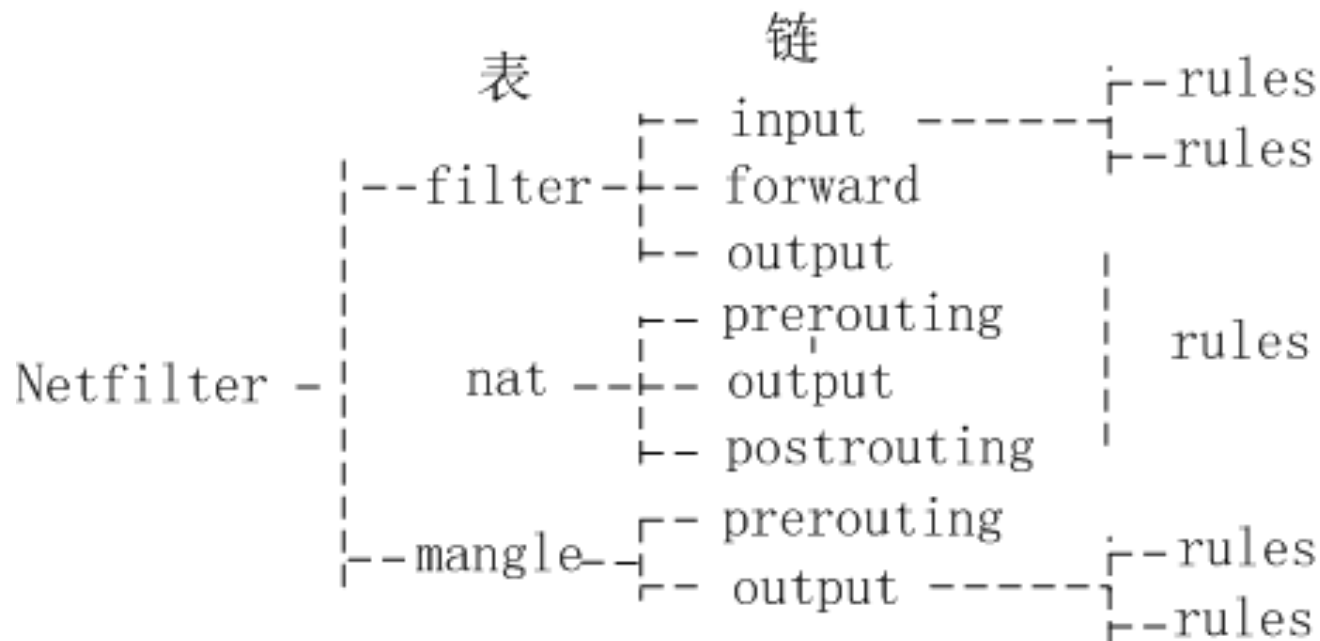 链
表
rules
input
rules
filter
forward
output
prerouting
rules
Netfilter
nat
output
postrouting
prerouting
mangle
rules
output
rules